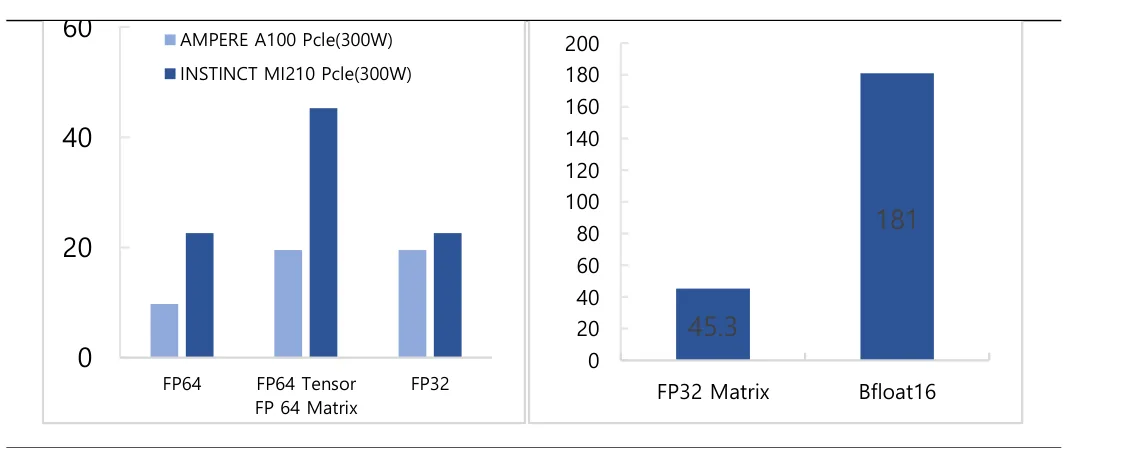 60
AMPERE A100 Pcle(300W)
INSTINCT MI210 Pcle(300W)
40
20
0
FP64
FP64 Tensor
FP 64 Matrix
FP32
200
180
160
140
120
100
80
60
40
20
0
181
45.3
FP32 Matrix
Bfloat16